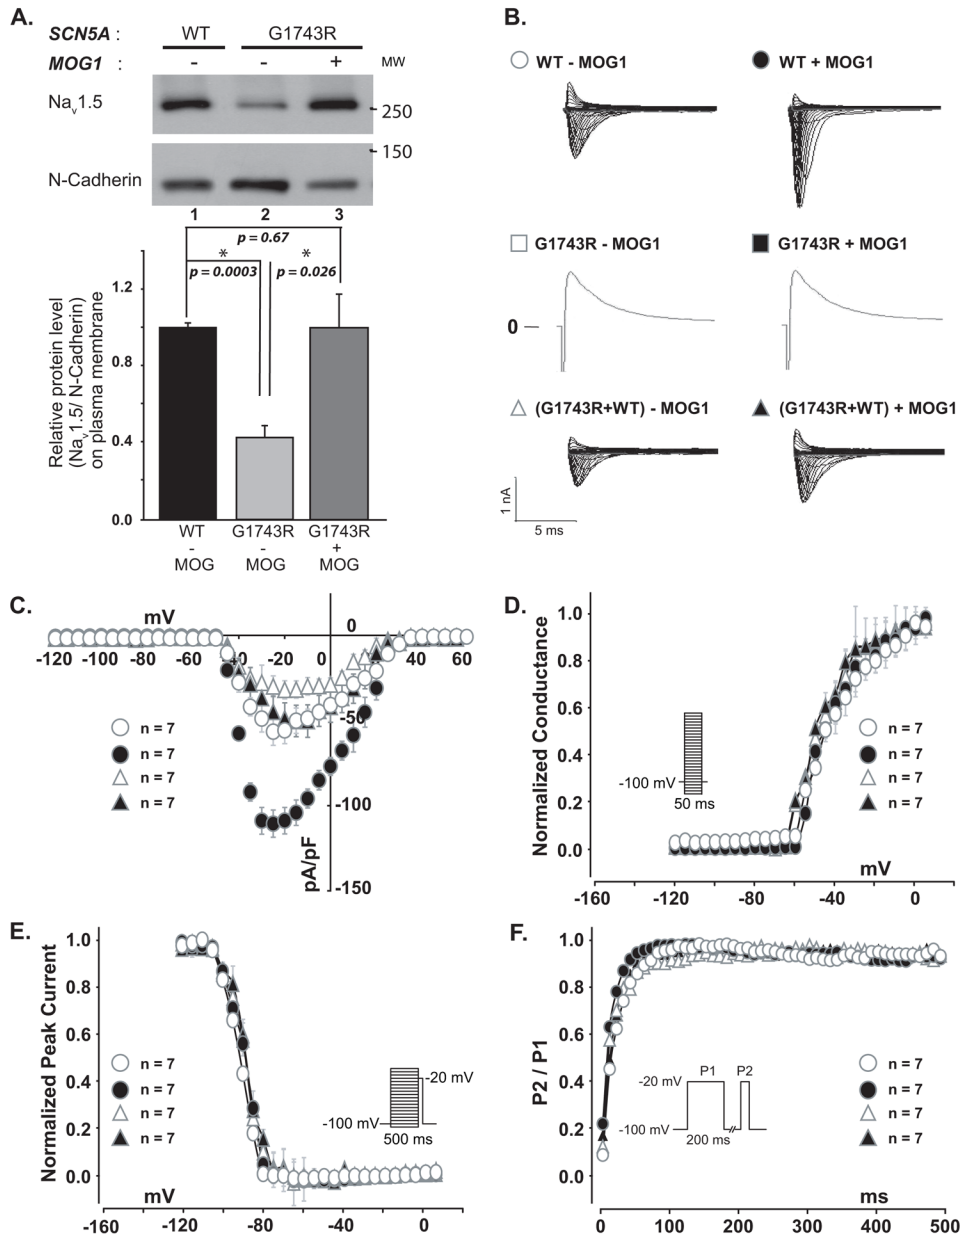 A.
SCN5A : WT G1743R
MOG1 : - - + MW
Nav1.5
250
150
N-Cadherin
1 2 3
p = 0.67
* *
p = 0.0003 p = 0.026
Relative protein level
(Nav1.5/ N-Cadherin)
on plasma membrane
1.2
0.8
0.4
0.0
WT G1743R G1743R
- - +
MOG MOG MOG
B.
WT - MOG1 WT + MOG1
G1743R - MOG1 G1743R + MOG1
0
(G1743R+WT) - MOG1 (G1743R+WT) + MOG1
1 nA
5 ms
C.
mV
0
-120 -100 -80 -60 -40 -20 0 20 40 60
-50
-100
-150
pA/pF
n = 7
n = 7
n = 7
n = 7
D.
Normalized Conductance
1.0
0.8
0.6
0.4
0.2
0.0
-100 mV
50 ms
n = 7
n = 7
n = 7
n = 7
mV
-160 -120 -80 -40 0
E.
Normalized Peak Current
1.0
0.8
0.6
0.4
0.2
0.0
n = 7
n = 7
n = 7
n = 7
-20 mV
-100 mV
500 ms
mV
-160 -120 -80 -40 0
F.
P2 / P1
1.0
0.8
0.6
0.4
0.2
0.0
P1 P2
-20 mV
-100 mV
200 ms
n = 7
n = 7
n = 7
n = 7
ms
0 100 200 300 400 500